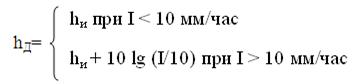 hи при I < 10 мм/час
hД=
hи+ 10 lg (I/10) при I > 10 мм/час